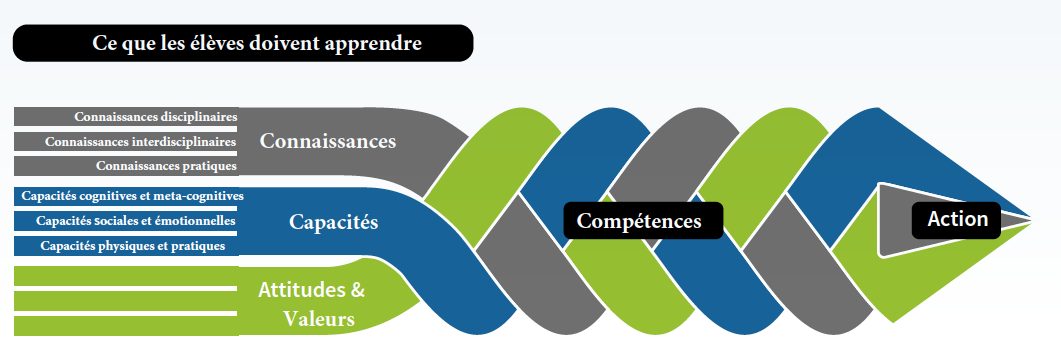 Ce que les élèves doivent apprendre
Connaissances disciplinaires
Connaissances interdisciplinaires
Connaissances pratiques
Connaissances
Capacités cognitives et meta-cognitives
Capacités sociales et émotionnelles
Capacités physiques et pratiques
Capacités
Attitudes &
Valeurs
Compétences
Action